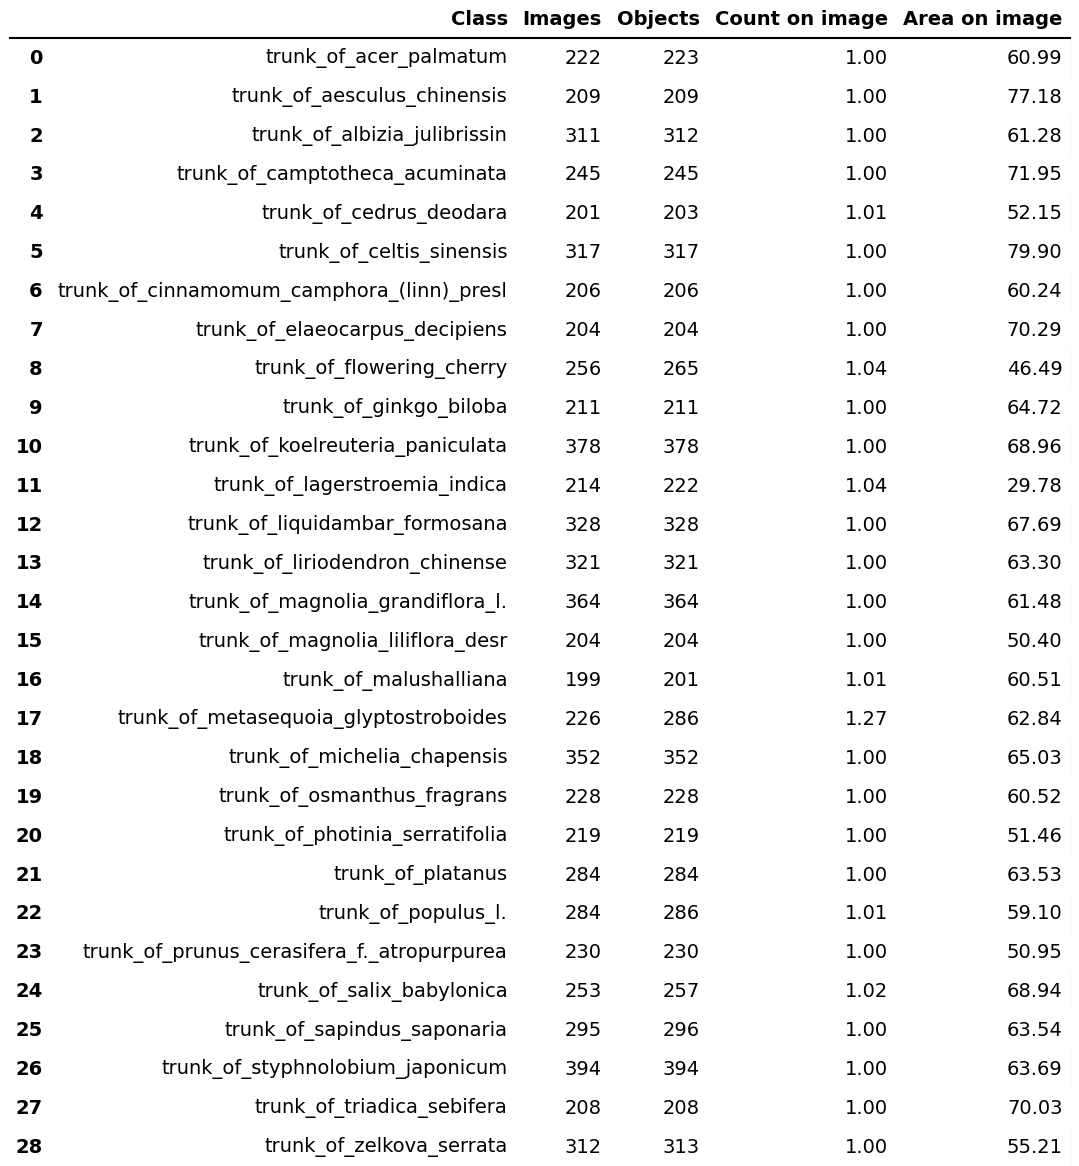 Class Images Objects Count on image Area on image
0 trunk_of_acer_palmatum 222 223 1.00 60.99
1 trunk_of_aesculus_chinensis 209 209 1.00 77.18
2 trunk_of_albizia_julibrissin 311 312 1.00 61.28
3 trunk_of_camptotheca_acuminata 245 245 1.00 71.95
4 trunk_of_cedrus_deodara 201 203 1.01 52.15
5 trunk_of_celtis_sinensis 317 317 1.00 79.90
6 trunk_of_cinnamomum_camphora_(linn)_presl 206 206 1.00 60.24
7 trunk_of_elaeocarpus_decipiens 204 204 1.00 70.29
8 trunk_of_flowering_cherry 256 265 1.04 46.49
9 trunk_of_ginkgo_biloba 211 211 1.00 64.72
10 trunk_of_koelreuteria_paniculata 378 378 1.00 68.96
11 trunk_of_lagerstroemia_indica 214 222 1.04 29.78
12 trunk_of_liquidambar_formosana 328 328 1.00 67.69
13 trunk_of_liriodendron_chinense 321 321 1.00 63.30
14 trunk_of_magnolia_grandiflora_l. 364 364 1.00 61.48
15 trunk_of_magnolia_liliflora_desr 204 204 1.00 50.40
16 trunk_of_malushalliana 199 201 1.01 60.51
17 trunk_of_metasequoia_glyptostroboides 226 286 1.27 62.84
18 trunk_of_michelia_chapensis 352 352 1.00 65.03
19 trunk_of_osmanthus_fragrans 228 228 1.00 60.52
20 trunk_of_photinia_serratifolia 219 219 1.00 51.46
21 trunk_of_platanus 284 284 1.00 63.53
22 trunk_of_populus_l. 284 286 1.01 59.10
23 trunk_of_prunus_cerasifera_f._atropurpurea 230 230 1.00 50.95
24 trunk_of_salix_babylonica 253 257 1.02 68.94
25 trunk_of_sapindus_saponaria 295 296 1.00 63.54
26 trunk_of_styphnolobium_japonicum 394 394 1.00 63.69
27 trunk_of_triadica_sebifera 208 208 1.00 70.03
28 trunk_of_zelkova_serrata 312 313 1.00 55.21